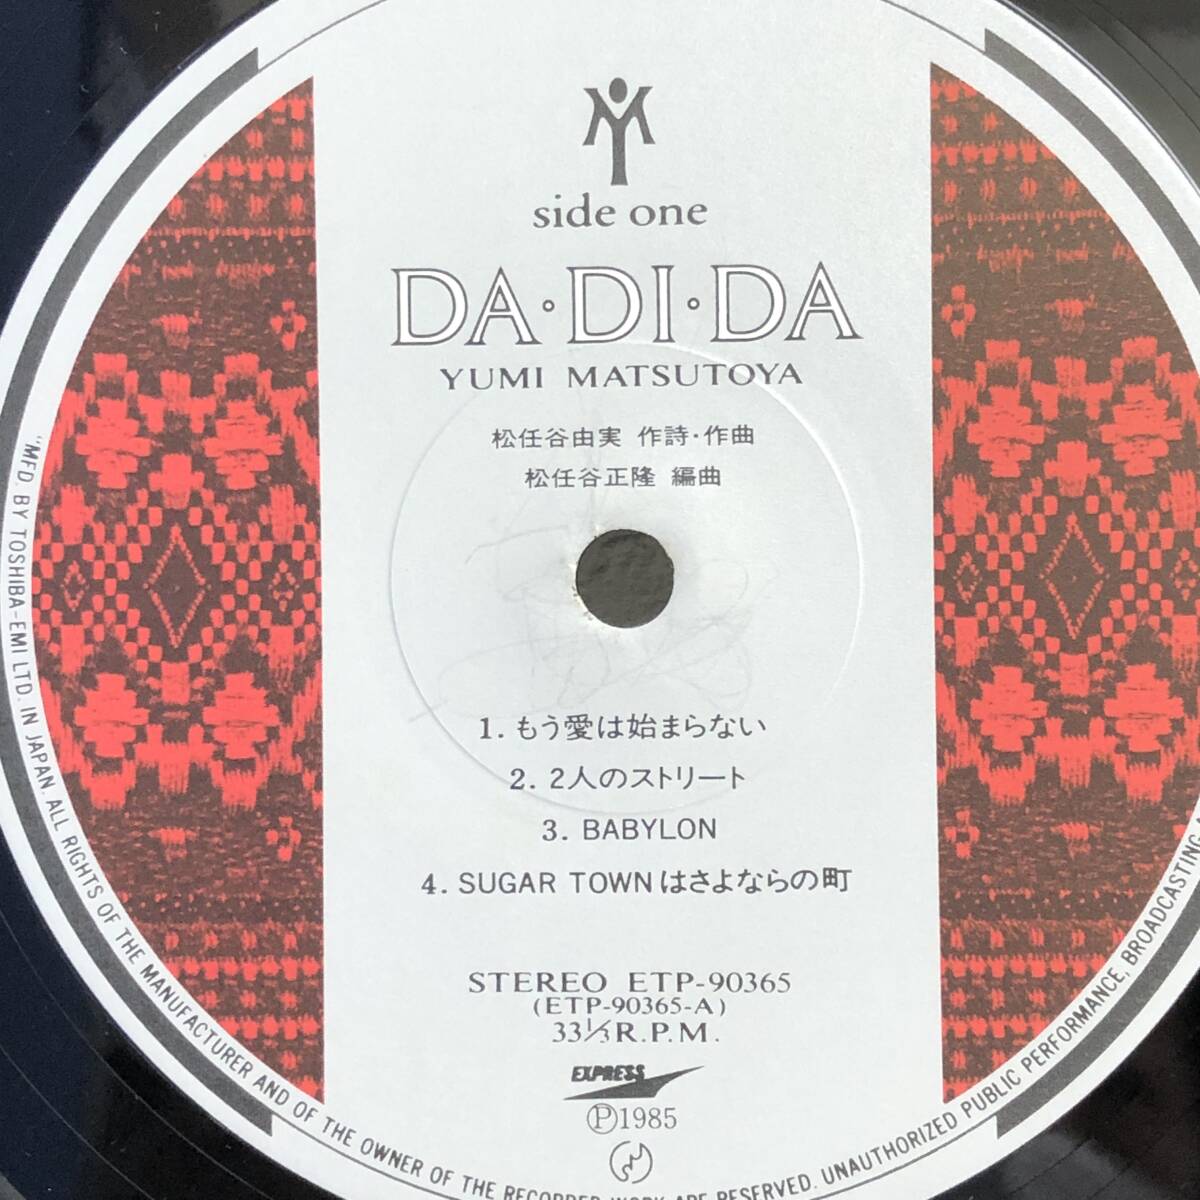 side one
DA・DI・DA
YUMI MATSUTOYA
松任谷由実 作詩・作曲
松任谷正隆 編曲
1. もう愛は始まらない
2. 2人のストリート
3. BABYLON
4. SUGAR TOWNはさよならの町
STEREO ETP-90365
(ETP-90365-A)
33⅓R.P.M.
EXPRESS
Ⓟ1985
"MFD. BY TOSHIBA-EMI LTD. IN JAPAN. ALL RIGHTS OF THE MANUFACTURER AND OF THE OWNER OF THE RECORDED WORK ARE RESERVED. UNAUTHORIZED PUBLIC PERFORMANCE, BROADCASTING